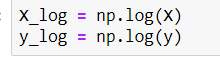 X_log = np.log(X)
y_log = np.log(y)